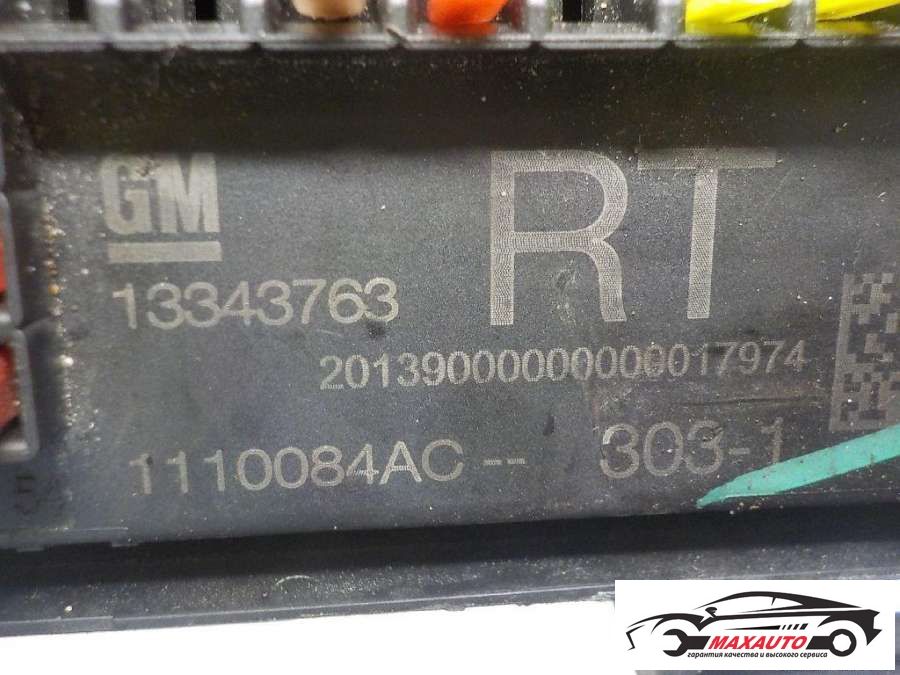 GM
RT
13343763
20139000000000017974
1110084AC-- 303-1
MAXAUTO
гарантия качества и высокого сервиса